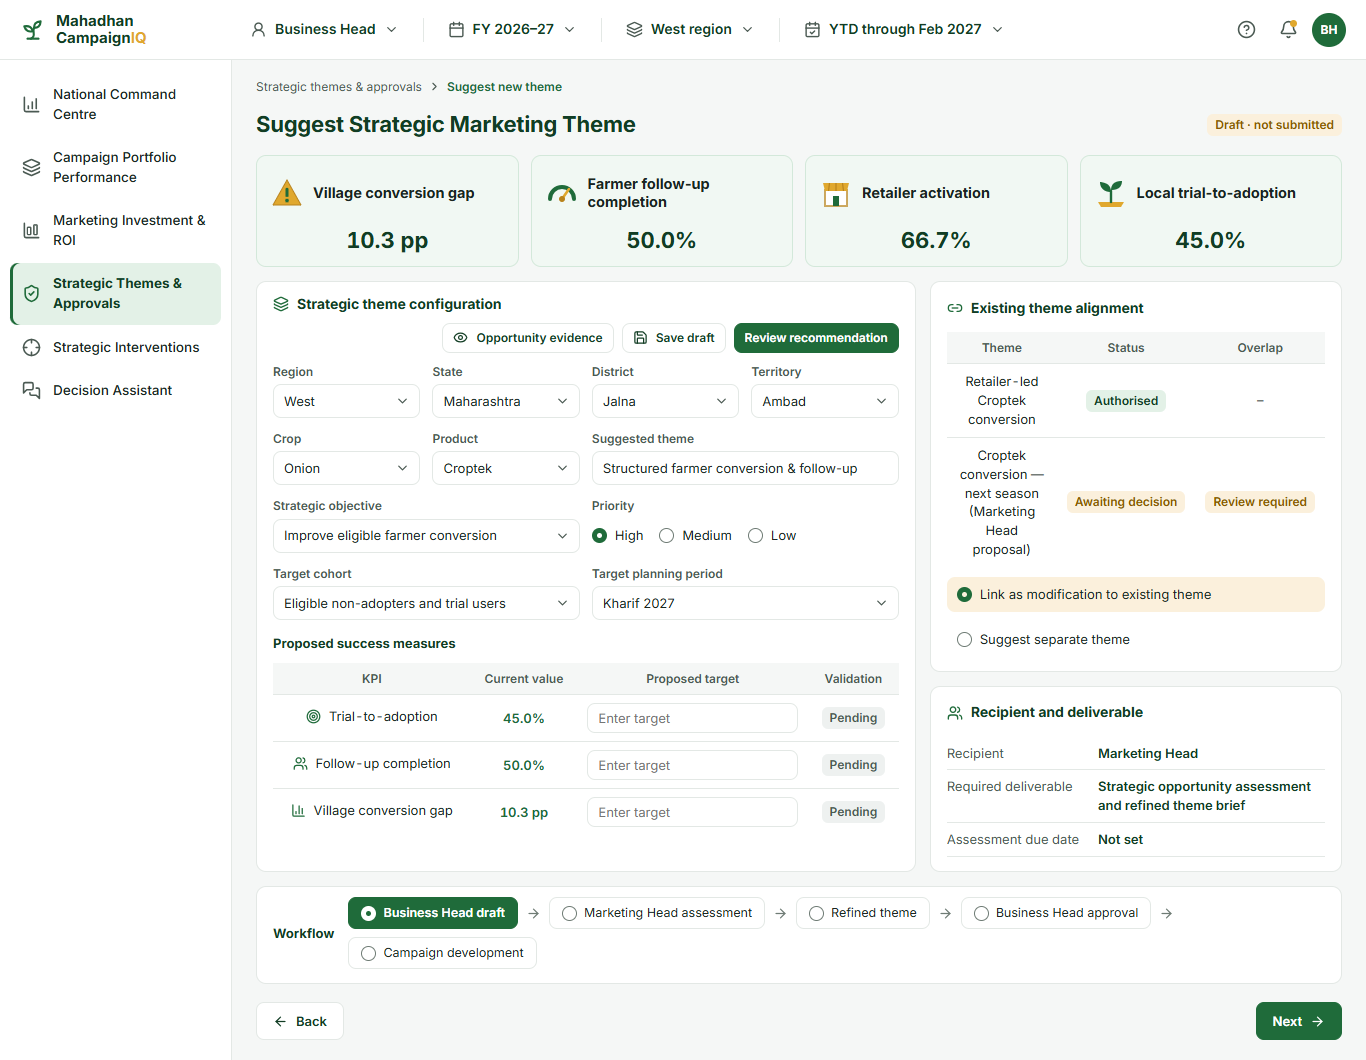 Mahadhan
CampaignIQ
Business Head
FY 2026–27
West region
YTD through Feb 2027
BH
National Command
Centre
Campaign Portfolio
Performance
Marketing Investment &
ROI
Strategic Themes &
Approvals
Strategic Interventions
Decision Assistant
Strategic themes & approvals > Suggest new theme
Suggest Strategic Marketing Theme
Draft · not submitted
Village conversion gap
10.3 pp
Farmer follow-up
completion
50.0%
Retailer activation
66.7%
Local trial-to-adoption
45.0%
Strategic theme configuration
Opportunity evidence
Save draft
Review recommendation
Region
State
District
Territory
West
Maharashtra
Jalna
Ambad
Crop
Product
Suggested theme
Onion
Croptek
Structured farmer conversion & follow-up
Strategic objective
Priority
Improve eligible farmer conversion
High
Medium
Low
Target cohort
Target planning period
Eligible non-adopters and trial users
Kharif 2027
Proposed success measures
KPI
Current value
Proposed target
Validation
Trial-to-adoption
45.0%
Enter target
Pending
Follow-up completion
50.0%
Enter target
Pending
Village conversion gap
10.3 pp
Enter target
Pending
Existing theme alignment
Theme
Status
Overlap
Retailer-led
Croptek
conversion
Authorised
–
Croptek
conversion —
next season
(Marketing
Head
proposal)
Awaiting decision
Review required
Link as modification to existing theme
Suggest separate theme
Recipient and deliverable
Recipient
Marketing Head
Required deliverable
Strategic opportunity assessment
and refined theme brief
Assessment due date
Not set
Workflow
Business Head draft
→
Marketing Head assessment
→
Refined theme
→
Business Head approval
→
Campaign development
← Back
Next →